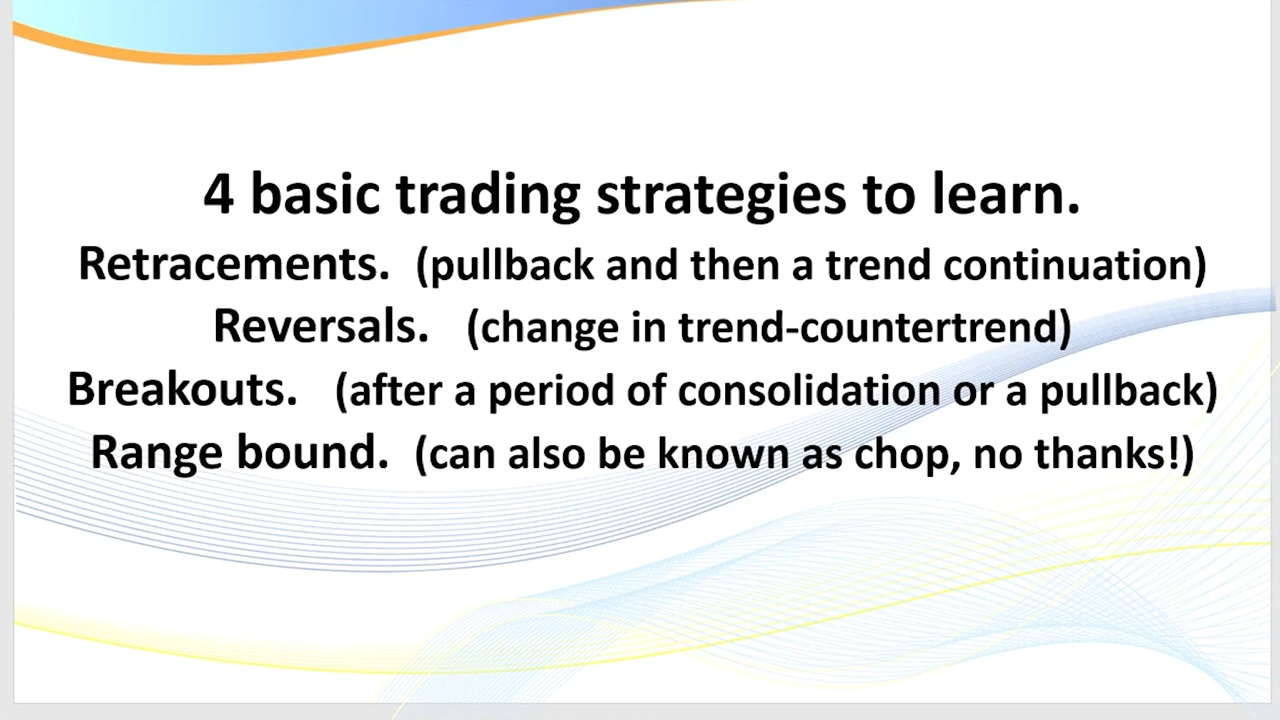 4 basic trading strategies to learn.
Retracements. (pullback and then a trend continuation)
Reversals. (change in trend-countertrend)
Breakouts. (after a period of consolidation or a pullback)
Range bound. (can also be known as chop, no thanks!)